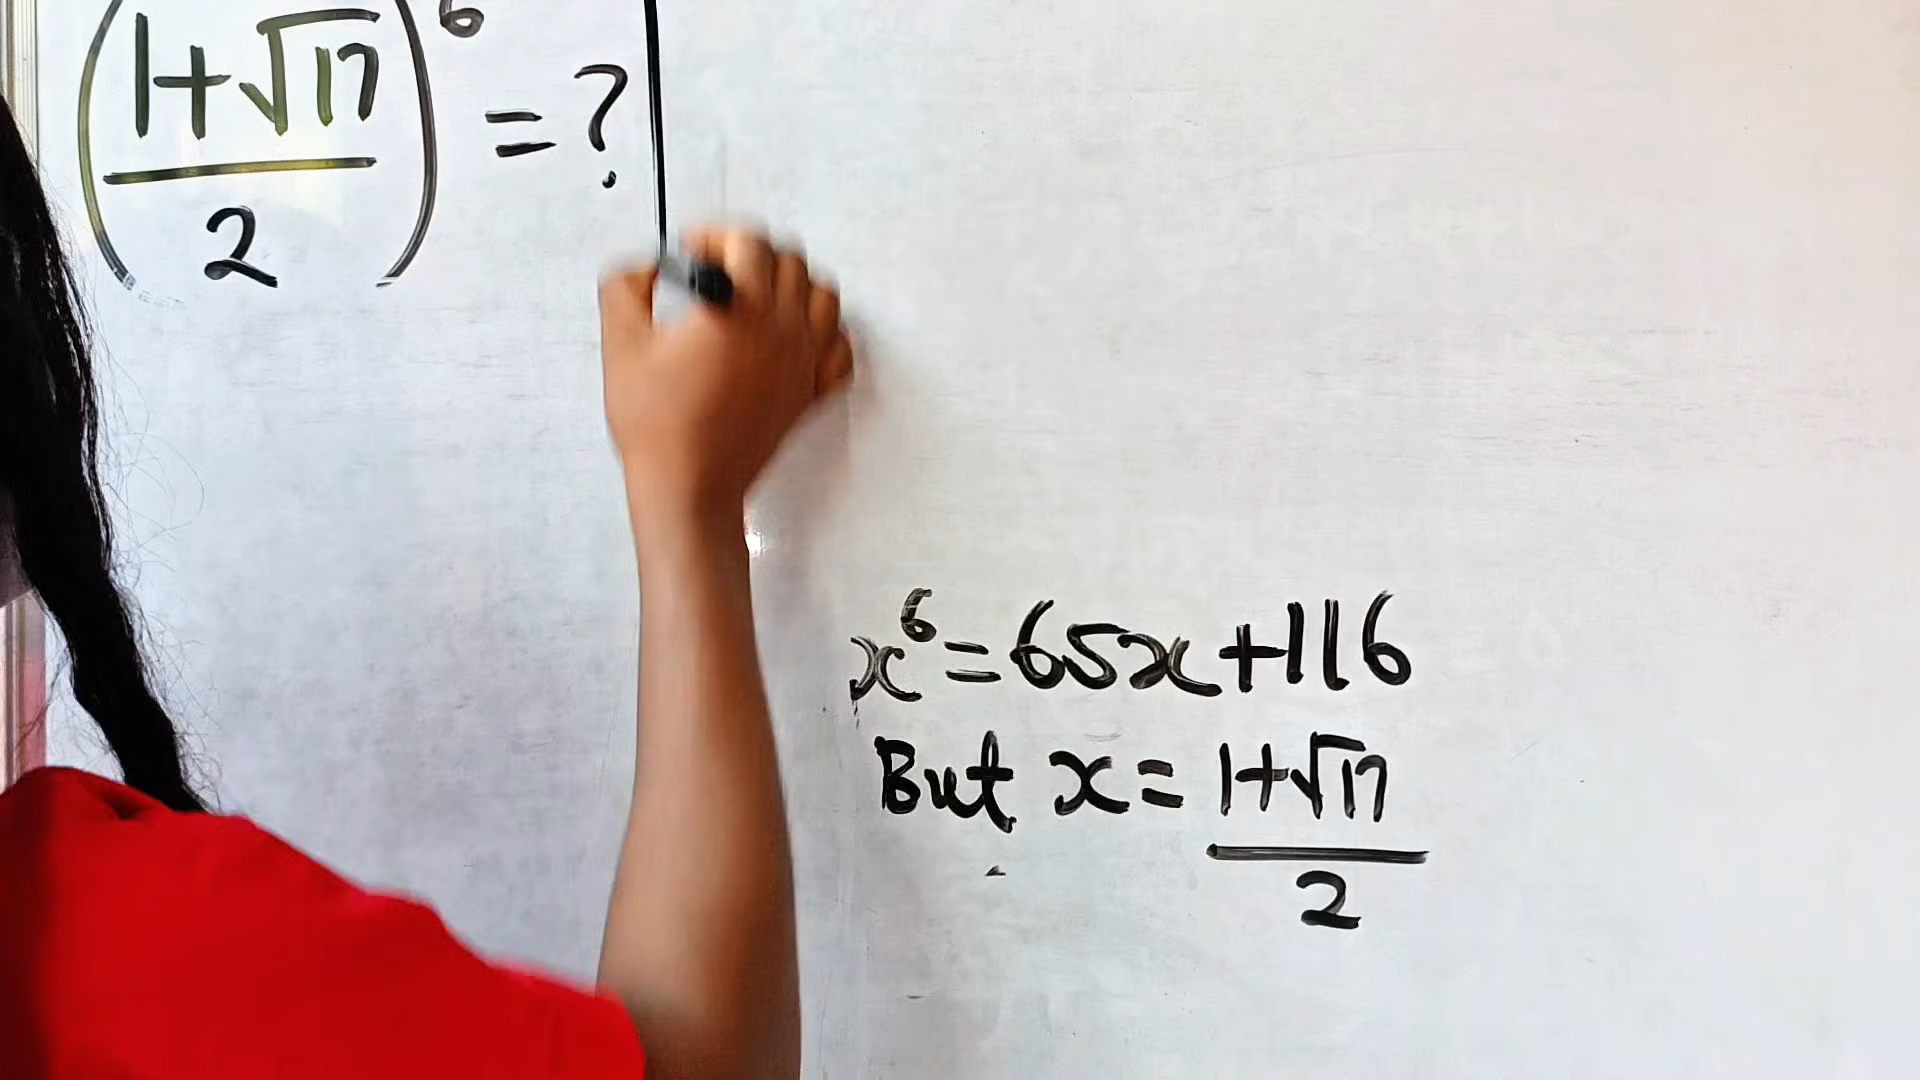 (1+√17/2)⁶ = ?
x⁶ = 65x + 116
But x = 1+√17
2